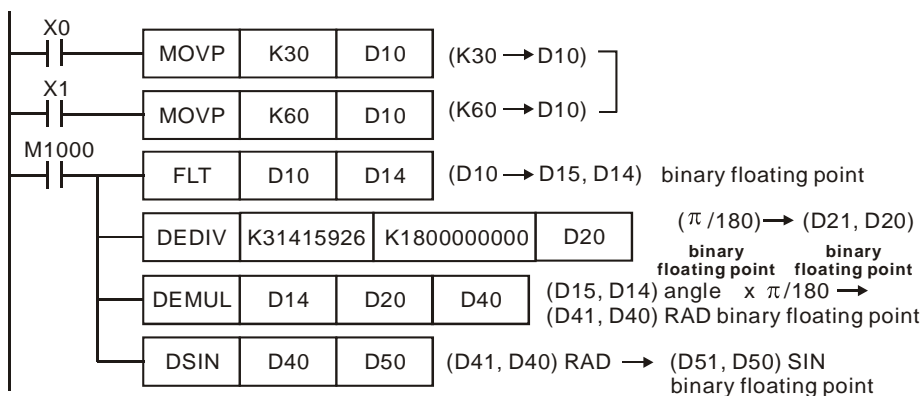 X0
MOVP K30 D10 (K30 → D10)
X1
MOVP K60 D10 (K60 → D10)
M1000
FLT D10 D14 (D10 → D15, D14) binary floating point
DEDIV K31415926 K1800000000 D20 (π/180) → (D21, D20)
binary floating point binary floating point
DEMUL D14 D20 D40 (D15, D14) angle x π/180 →
(D41, D40) RAD binary floating point
DSIN D40 D50 (D41, D40) RAD → (D51, D50) SIN
binary floating point